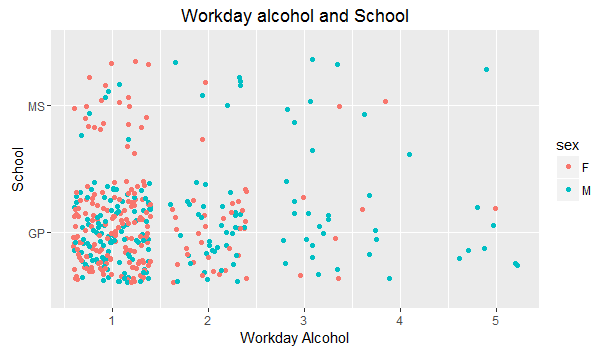 Workday alcohol and School
MS
GP
School
1 2 3 4 5
Workday Alcohol
sex
F
M